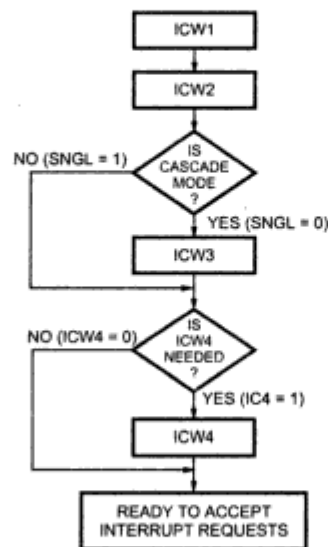 ICW1
ICW2
IS
CASCADE
MODE
?
NO (SNGL = 1)
YES (SNGL = 0)
ICW3
IS
ICW4
NEEDED
?
NO (ICW4 = 0)
YES (IC4 = 1)
ICW4
READY TO ACCEPT
INTERRUPT REQUESTS